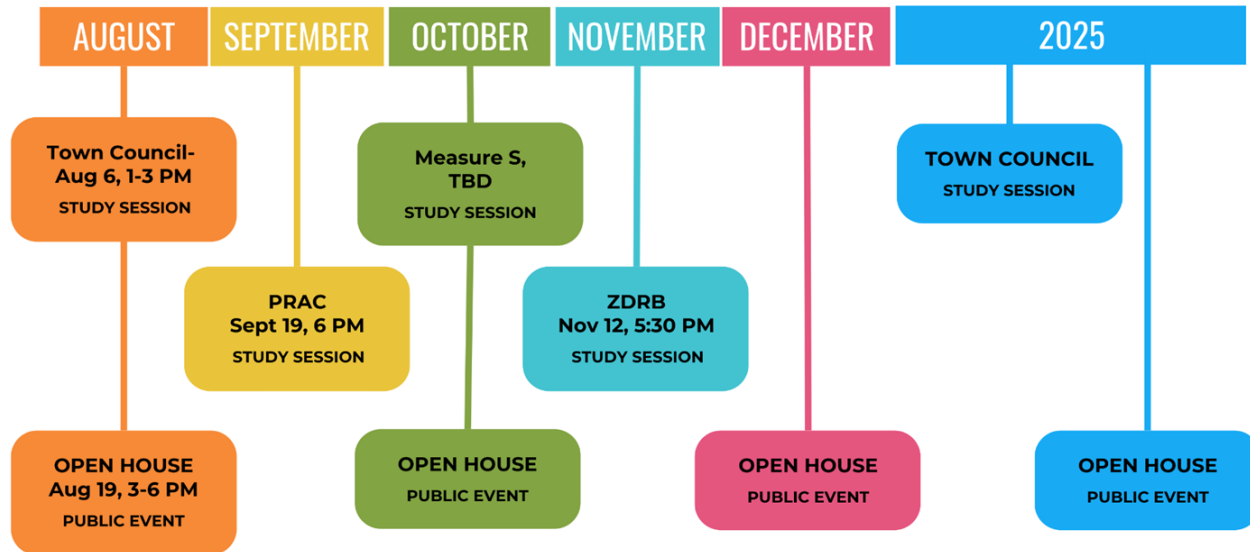 AUGUST
SEPTEMBER
OCTOBER
NOVEMBER
DECEMBER
2025
Town Council-
Aug 6, 1-3 PM
STUDY SESSION
Measure S,
TBD
STUDY SESSION
TOWN COUNCIL
STUDY SESSION
PRAC
Sept 19, 6 PM
STUDY SESSION
ZDRB
Nov 12, 5:30 PM
STUDY SESSION
OPEN HOUSE
Aug 19, 3-6 PM
PUBLIC EVENT
OPEN HOUSE
PUBLIC EVENT
OPEN HOUSE
PUBLIC EVENT
OPEN HOUSE
PUBLIC EVENT